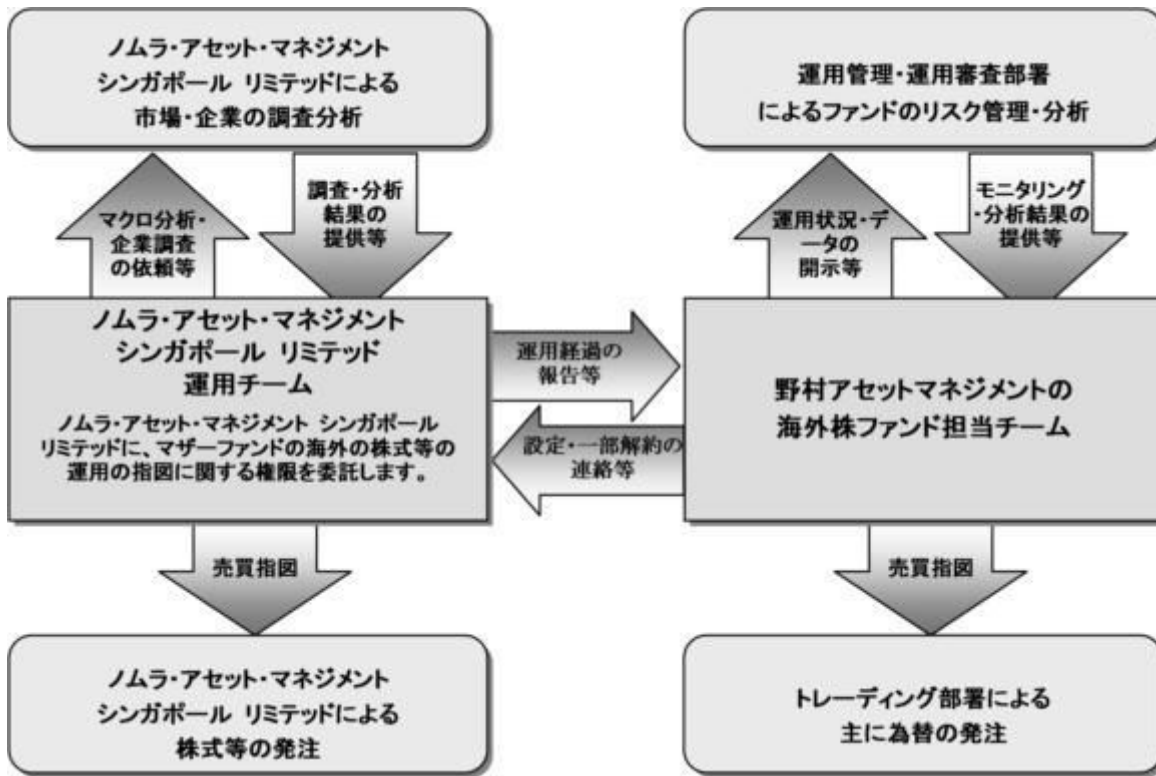 ノムラ・アセット・マネジメント
シンガポール リミテッドによる
市場・企業の調査分析
運用管理・運用審査部署
によるファンドのリスク管理・分析
マクロ分析・
企業調査
の依頼等
調査・分析
結果の
提供等
運用状況・デ
ータの
開示等
モニタリング
・分析結果の
提供等
ノムラ・アセット・マネジメント
シンガポール リミテッド
運用チーム
ノムラ・アセット・マネジメント シンガポール
リミテッドに、マザーファンドの海外の株式等の
運用の指図に関する権限を委託します。
運用経過の
報告等
設定・一部解約の
連絡等
野村アセットマネジメントの
海外株ファンド担当チーム
売買指図
売買指図
ノムラ・アセット・マネジメント
シンガポール リミテッドによる
株式等の発注
トレーディング部署による
主に為替の発注